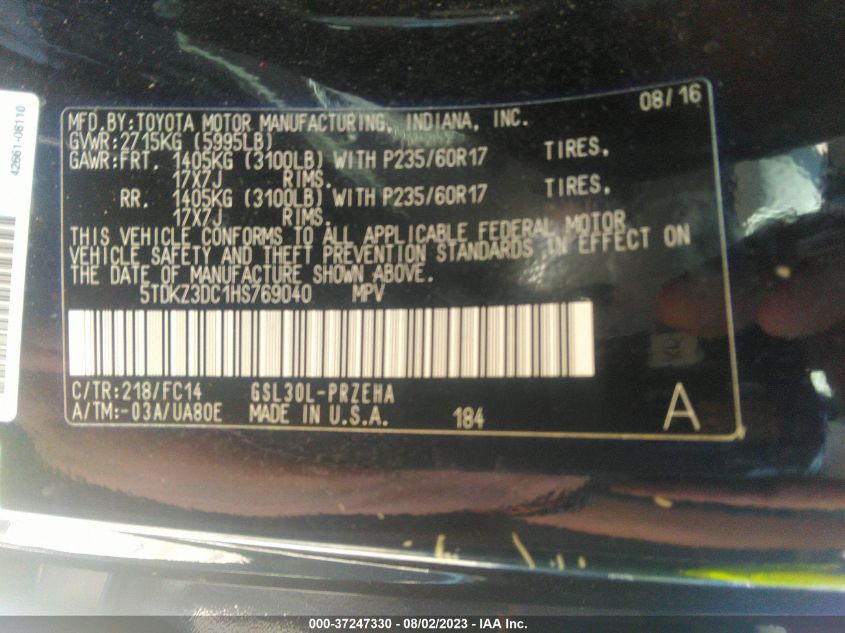 42661-08110
08/16
MFD.BY:TOYOTA MOTOR MANUFACTURING, INDIANA, INC.
GVWR:2715KG (5995LB)
GAWR:FRT. 1405KG (3100LB) WITH P235/60R17 TIRES.
17X7J RIMS.
RR. 1405KG (3100LB) WITH P235/60R17 TIRES.
17X7J RIMS.
THIS VEHICLE CONFORMS TO ALL APPLICABLE FEDERAL MOTOR
VEHICLE SAFETY AND THEFT PREVENTION STANDARDS IN EFFECT ON
THE DATE OF MANUFACTURE SHOWN ABOVE.
5TDKZ3DC1HS769040 MPV
C/TR:218/FC14 GSL30L-PRZEHA
A/TM:-03A/UA80E MADE IN U.S.A. 184 A
000-37247330 - 08/02/2023 - IAA Inc.